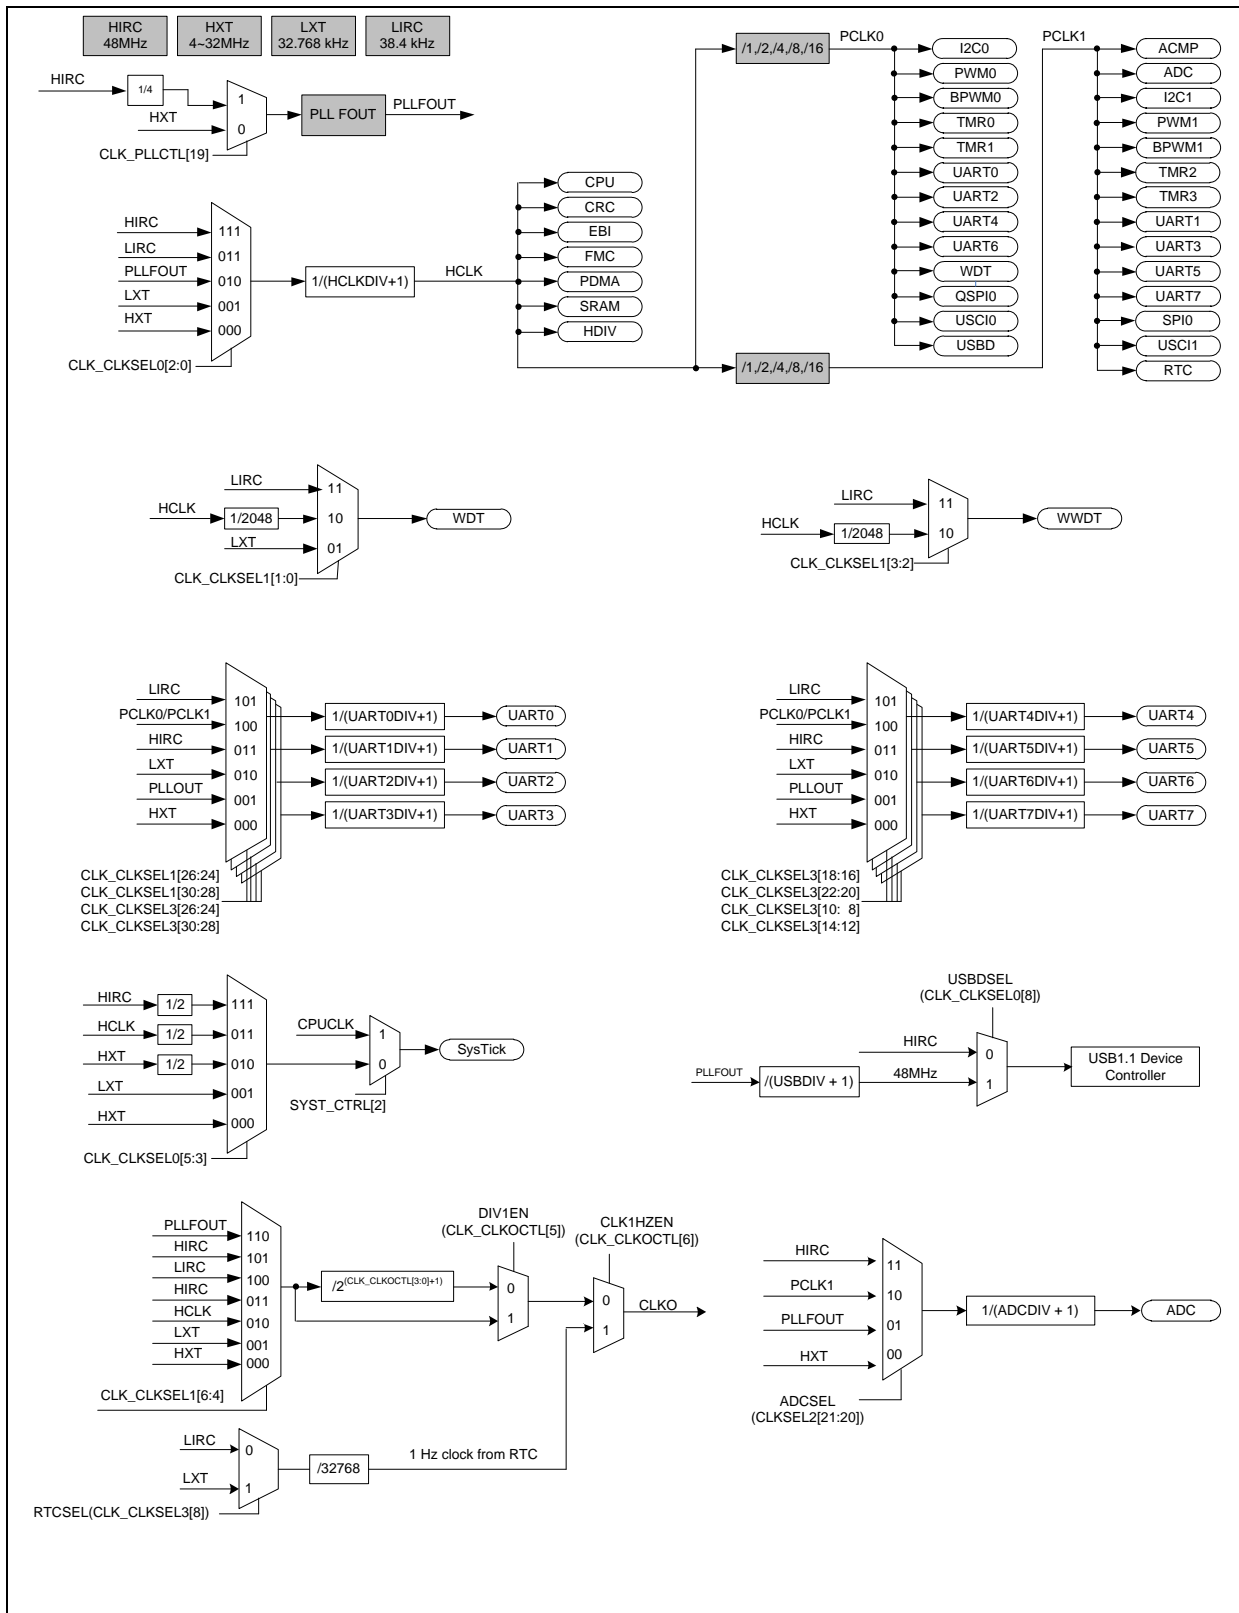 HIRC
48MHz
HXT
4~32MHz
LXT
32.768 kHz
LIRC
38.4 kHz
HIRC
1/4
HXT
1
0
PLL FOUT
PLLFOUT
CLK_PLLCTL[19]
HIRC
LIRC
PLLFOUT
LXT
HXT
111
011
010
001
000
CLK_CLKSEL0[2:0]
1/(HCLKDIV+1)
HCLK
CPU
CRC
EBI
FMC
PDMA
SRAM
HDIV
/1,/2,/4,/8,/16
PCLK0
I2C0
PWM0
BPWM0
TMR0
TMR1
UART0
UART2
UART4
UART6
WDT
QSPI0
USCI0
USBD
/1,/2,/4,/8,/16
PCLK1
ACMP
ADC
I2C1
PWM1
BPWM1
TMR2
TMR3
UART1
UART3
UART5
UART7
SPI0
USCI1
RTC
LIRC
HCLK
1/2048
LXT
11
10
01
CLK_CLKSEL1[1:0]
WDT
LIRC
HCLK
1/2048
11
10
CLK_CLKSEL1[3:2]
WWDT
LIRC
PCLK0/PCLK1
HIRC
LXT
PLLOUT
HXT
101
100
011
010
001
000
1/(UART0DIV+1)
UART0
1/(UART1DIV+1)
UART1
1/(UART2DIV+1)
UART2
1/(UART3DIV+1)
UART3
CLK_CLKSEL1[26:24]
CLK_CLKSEL1[30:28]
CLK_CLKSEL3[26:24]
CLK_CLKSEL3[30:28]
LIRC
PCLK0/PCLK1
HIRC
LXT
PLLOUT
HXT
101
100
011
010
001
000
1/(UART4DIV+1)
UART4
1/(UART5DIV+1)
UART5
1/(UART6DIV+1)
UART6
1/(UART7DIV+1)
UART7
CLK_CLKSEL3[18:16]
CLK_CLKSEL3[22:20]
CLK_CLKSEL3[10: 8]
CLK_CLKSEL3[14:12]
HIRC
1/2
HCLK
1/2
HXT
1/2
LXT
HXT
111
011
010
001
000
CLK_CLKSEL0[5:3]
CPUCLK
1
0
SYST_CTRL[2]
SysTick
USBDSEL
(CLK_CLKSEL0[8])
HIRC
PLLFOUT
/(USBDIV + 1)
48MHz
0
1
USB1.1 Device
Controller
PLLFOUT
HIRC
LIRC
HIRC
HCLK
LXT
HXT
110
101
100
011
010
001
000
CLK_CLKSEL1[6:4]
/2(CLK_CLKOCTL[3:0]+1)
DIV1EN
(CLK_CLKOCTL[5])
0
1
CLK1HZEN
(CLK_CLKOCTL[6])
0
1
CLKO
LIRC
LXT
0
1
RTCSEL(CLK_CLKSEL3[8])
/32768
1 Hz clock from RTC
HIRC
PCLK1
PLLFOUT
HXT
11
10
01
00
ADCSEL
(CLKSEL2[21:20])
1/(ADCDIV + 1)
ADC